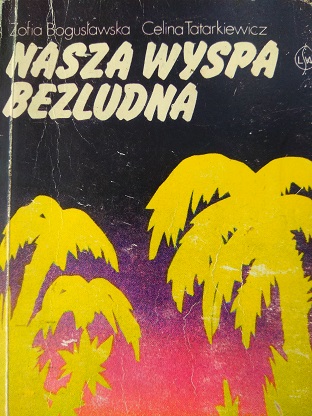 Zofia Bogusławska Celina Tatarkiewicz
NASZA WYSPA
BEZLUDNA